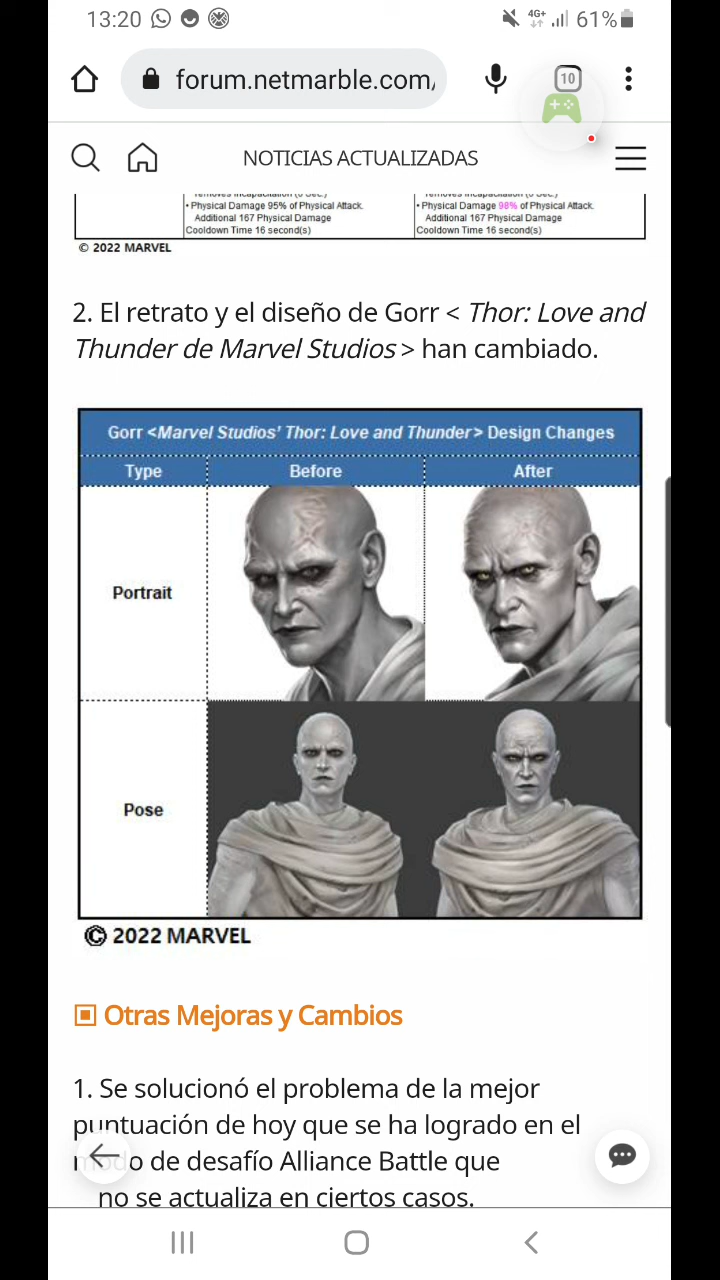 13:20
4G+
61%
forum.netmarble.com/
10
NOTICIAS ACTUALIZADAS
• Physical Damage 95% of Physical Attack.
Additional 167 Physical Damage
Cooldown Time 16 second(s)
• Physical Damage 98% of Physical Attack.
Additional 167 Physical Damage
Cooldown Time 16 second(s)
© 2022 MARVEL
2. El retrato y el diseño de Gorr < Thor: Love and
Thunder de Marvel Studios > han cambiado.
Gorr <Marvel Studios' Thor: Love and Thunder> Design Changes
Type
Before
After
Portrait
Pose
© 2022 MARVEL
Otras Mejoras y Cambios
1. Se solucionó el problema de la mejor
puntuación de hoy que se ha logrado en el
modo de desafío Alliance Battle que
no se actualiza en ciertos casos.